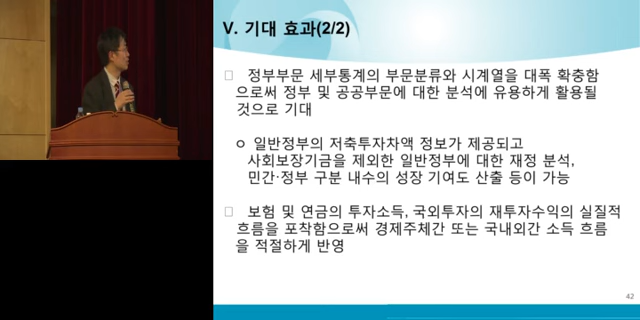 V. 기대 효과(2/2)
□ 정부부문 세부통계의 부문분류와 시계열을 대폭 확충함
으로써 정부 및 공공부문에 대한 분석에 유용하게 활용될
것으로 기대
ㅇ 일반정부의 저축투자차액 정보가 제공되고
사회보장기금을 제외한 일반정부에 대한 재정 분석,
민간·정부 구분 내수의 성장 기여도 산출 등이 가능
□ 보험 및 연금의 투자소득, 국외투자의 재투자수익의 실질적
흐름을 포착함으로써 경제주체간 또는 국내외간 소득 흐름
을 적절하게 반영
42